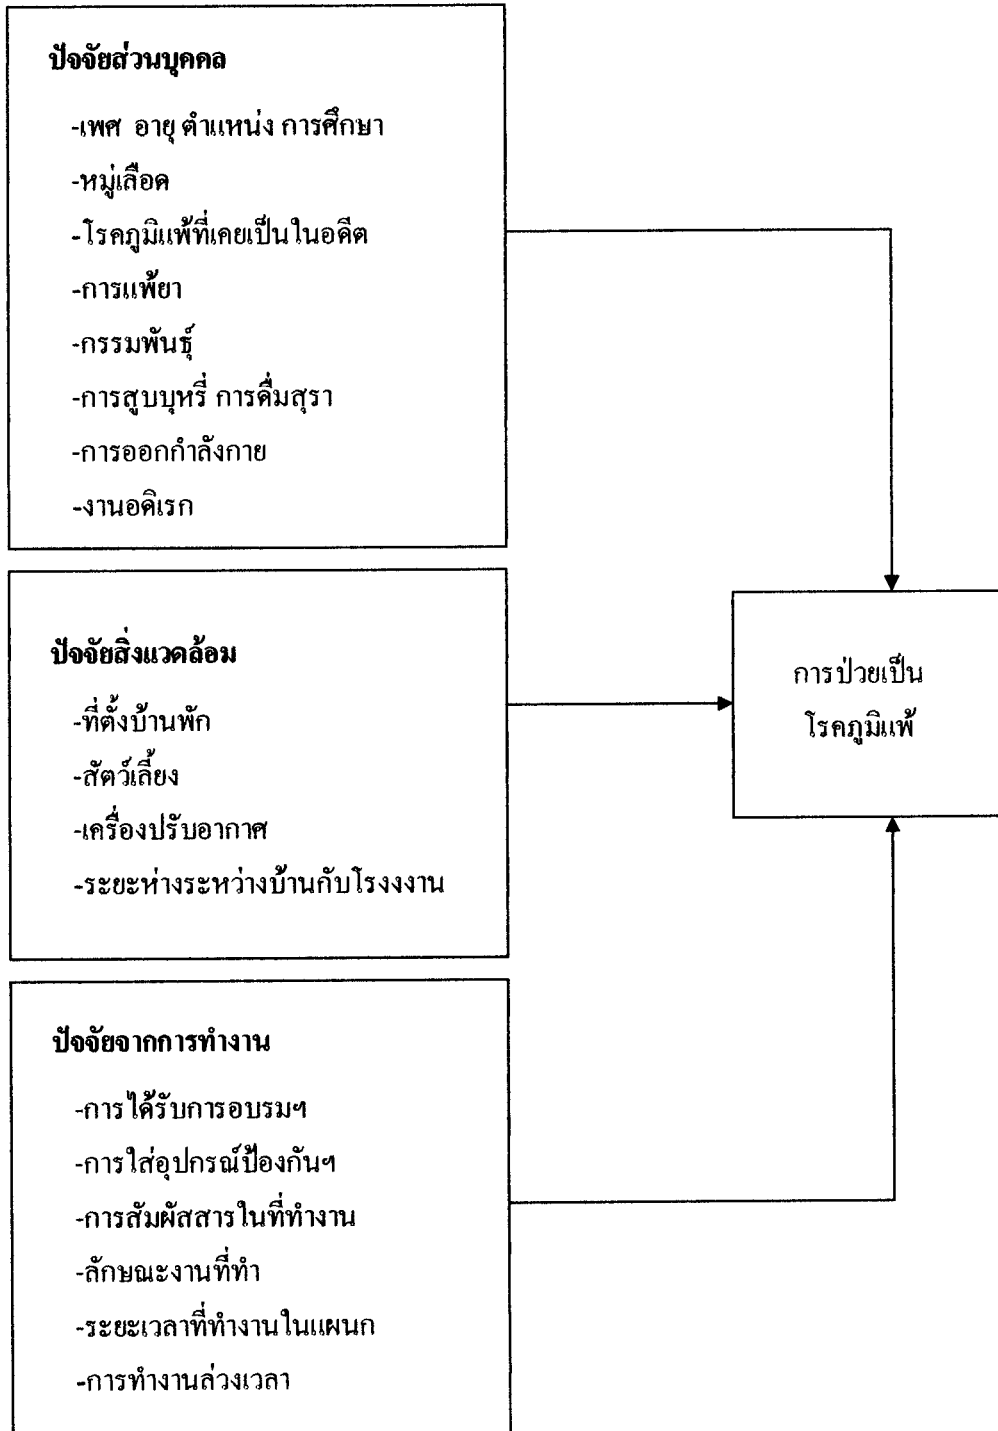 ปัจจัยส่วนบุคคล
-เพศ อายุ ตำแหน่ง การศึกษา
-หมู่เลือด
-โรคภูมิแพ้ที่เคยเป็นในอดีต
-การแพ้ยา
-กรรมพันธุ์
-การสูบบุหรี่ การดื่มสุรา
-การออกกำลังกาย
-งานอดิเรก
ปัจจัยสิ่งแวดล้อม
-ที่ตั้งบ้านพัก
-สัตว์เลี้ยง
-เครื่องปรับอากาศ
-ระยะห่างระหว่างบ้านกับโรงงงาน
การป่วยเป็น
โรคภูมิแพ้
ปัจจัยจากการทำงาน
-การได้รับการอบรมฯ
-การใส่อุปกรณ์ป้องกันฯ
-การสัมผัสสารในที่ทำงาน
-ลักษณะงานที่ทำ
-ระยะเวลาที่ทำงานในแผนก
-การทำงานล่วงเวลา